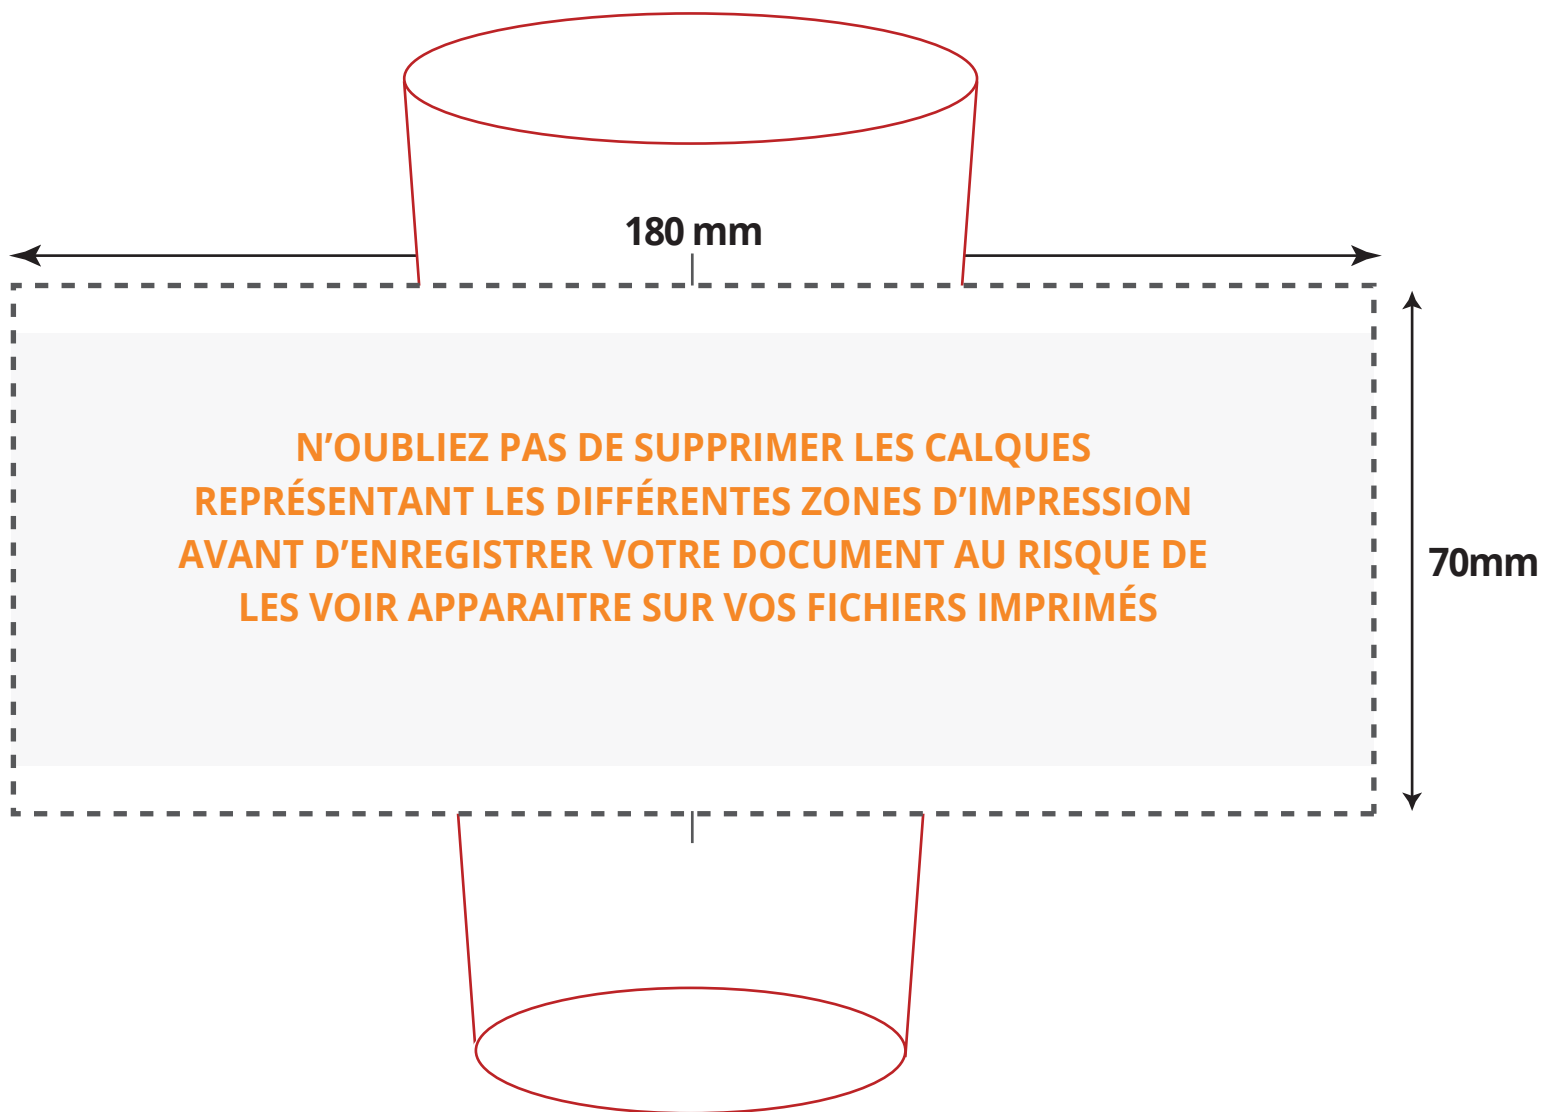 180 mm
N’OUBLIEZ PAS DE SUPPRIMER LES CALQUES
REPRÉSENTANT LES DIFFÉRENTES ZONES D’IMPRESSION
AVANT D’ENREGISTRER VOTRE DOCUMENT AU RISQUE DE
LES VOIR APPARAITRE SUR VOS FICHIERS IMPRIMÉS
70mm